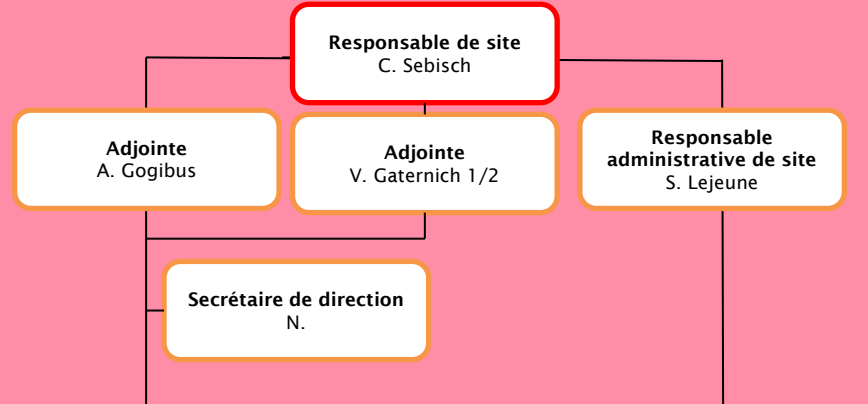 Responsable de site
C. Sebisch
Adjointe
A. Gogibus
Adjointe
V. Gaternich 1/2
Responsable
administrative de site
S. Lejeune
Secrétaire de direction
N.